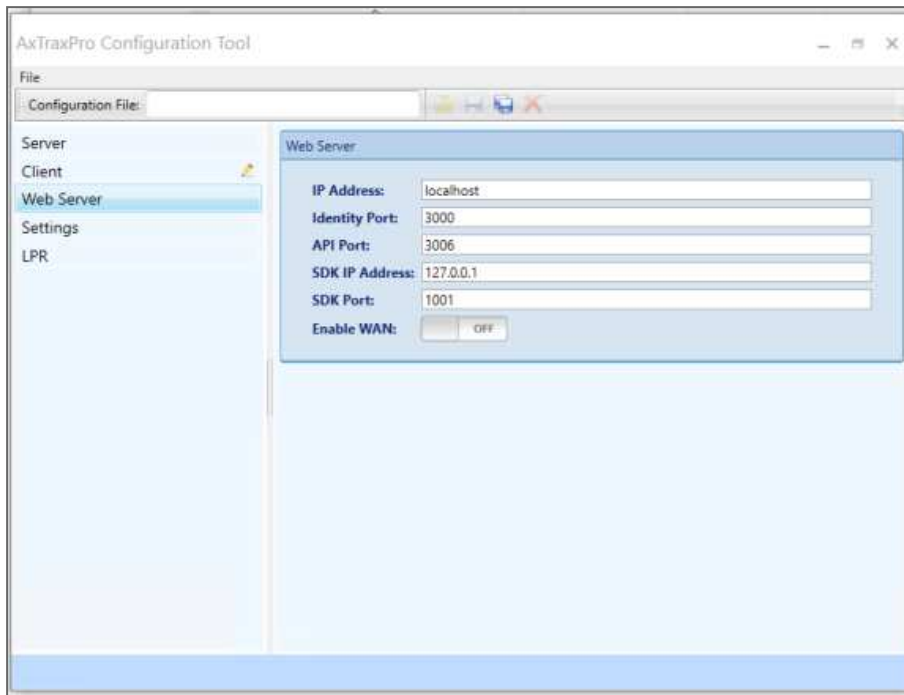 AxTraxPro Configuration Tool
File
Configuration File:
Server
Client
Web Server
Settings
LPR
Web Server
IP Address: localhost
Identity Port: 3000
API Port: 3006
SDK IP Address: 127.0.0.1
SDK Port: 1001
Enable WAN: OFF